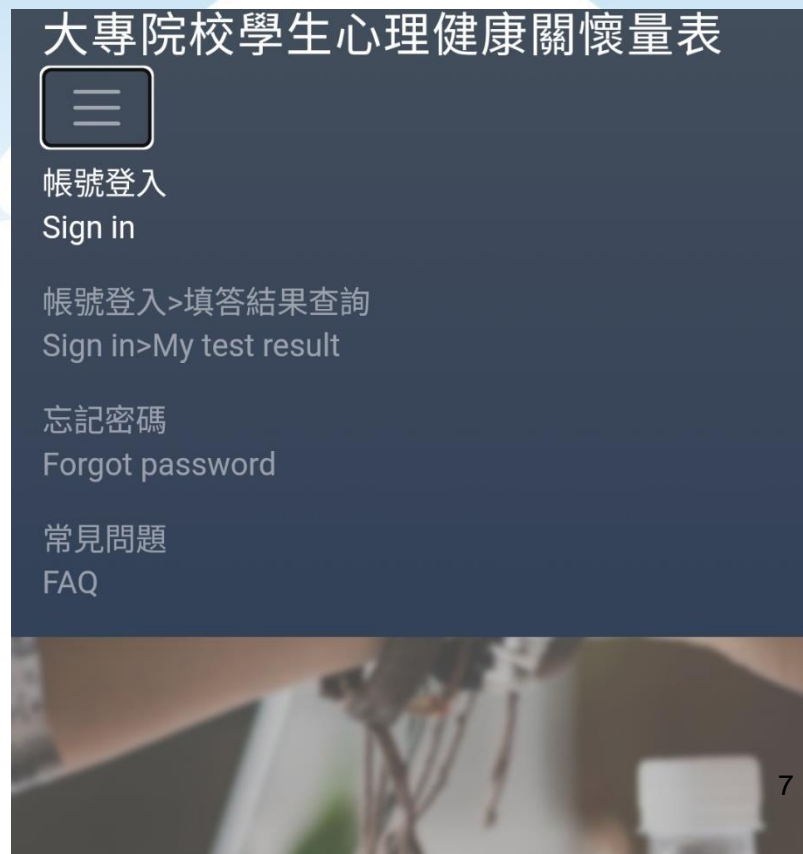 大專院校學生心理健康關懷量表
帳號登入
Sign in
帳號登入>填答結果查詢
Sign in>My test result
忘記密碼
Forgot password
常見問題
FAQ
7